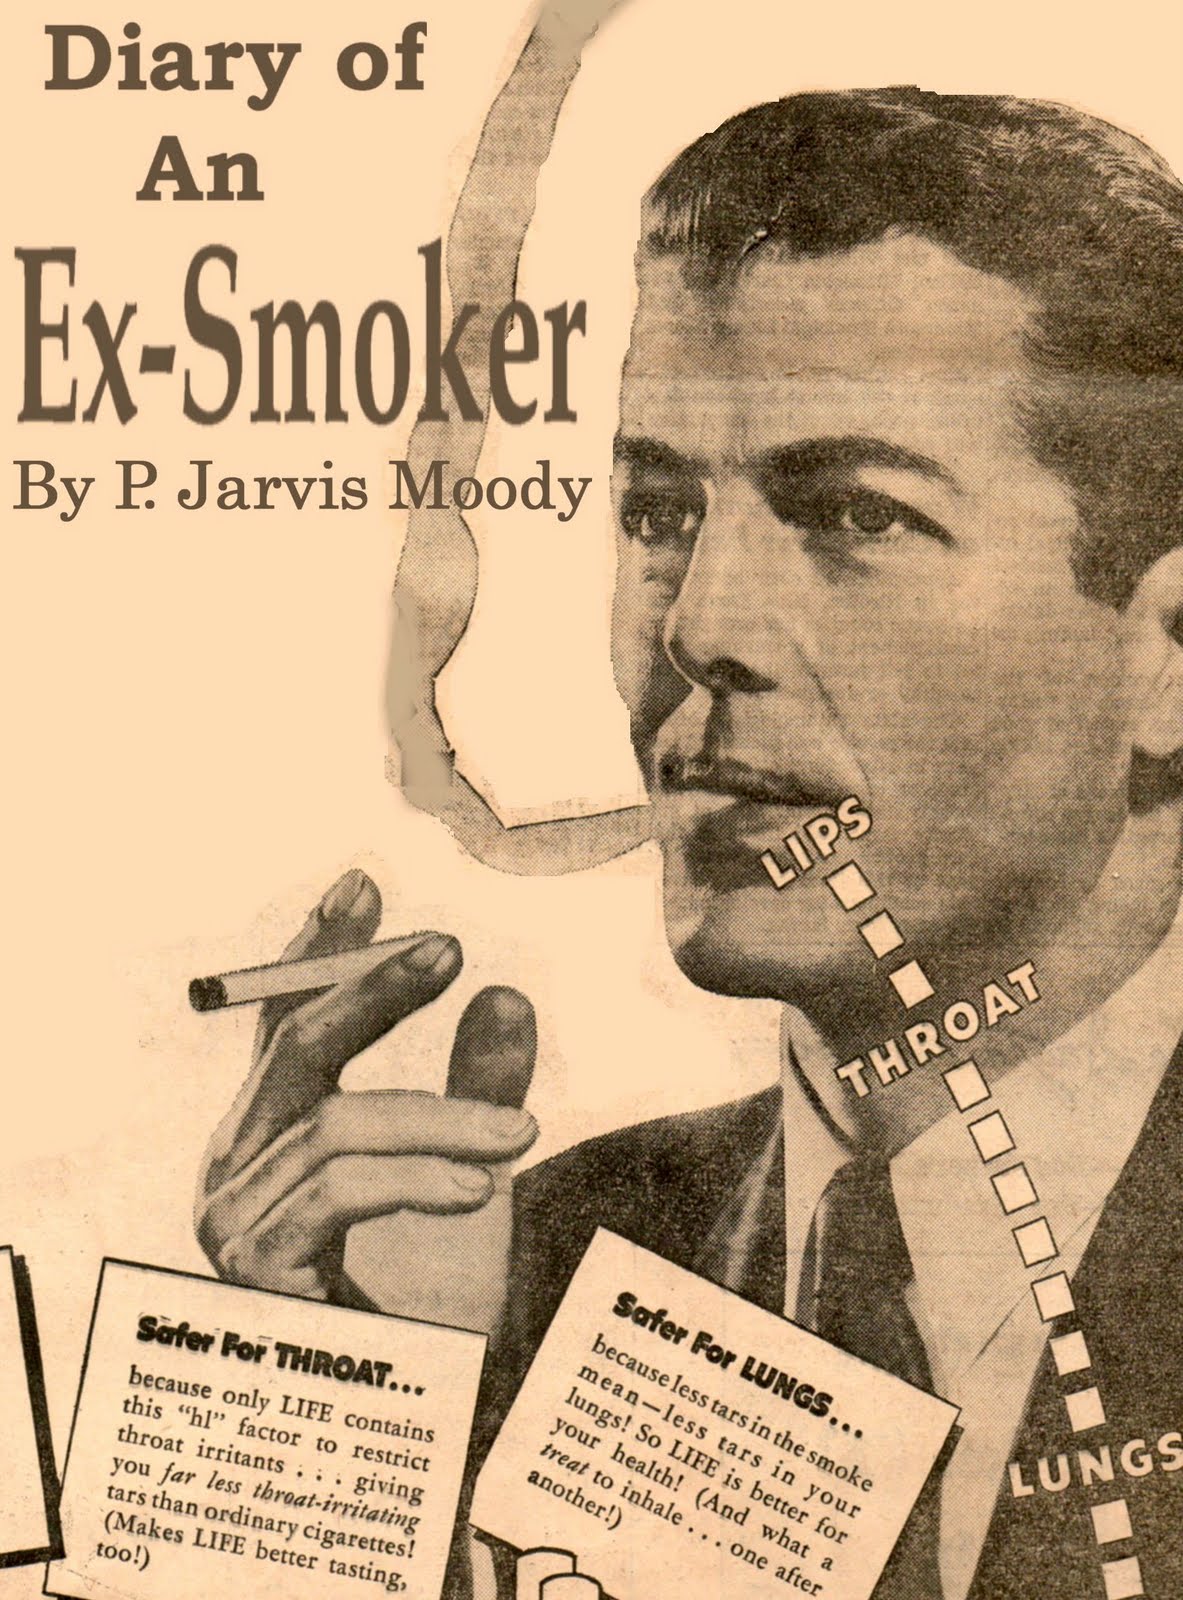 Diary of
An
Ex-Smoker
By P. Jarvis Moody
LIPS
THROAT
LUNGS
Safer For THROAT...
because only LIFE contains
this "hl" factor to restrict
throat irritants . . . giving
you far less throat-irritating
tars than ordinary cigarettes!
(Makes LIFE better tasting,
too!)
Safer For LUNGS...
because less tars in the smoke
mean—less tars in your
lungs! So LIFE is better for
your health! (And what a
treat to inhale . . . one after
another!)